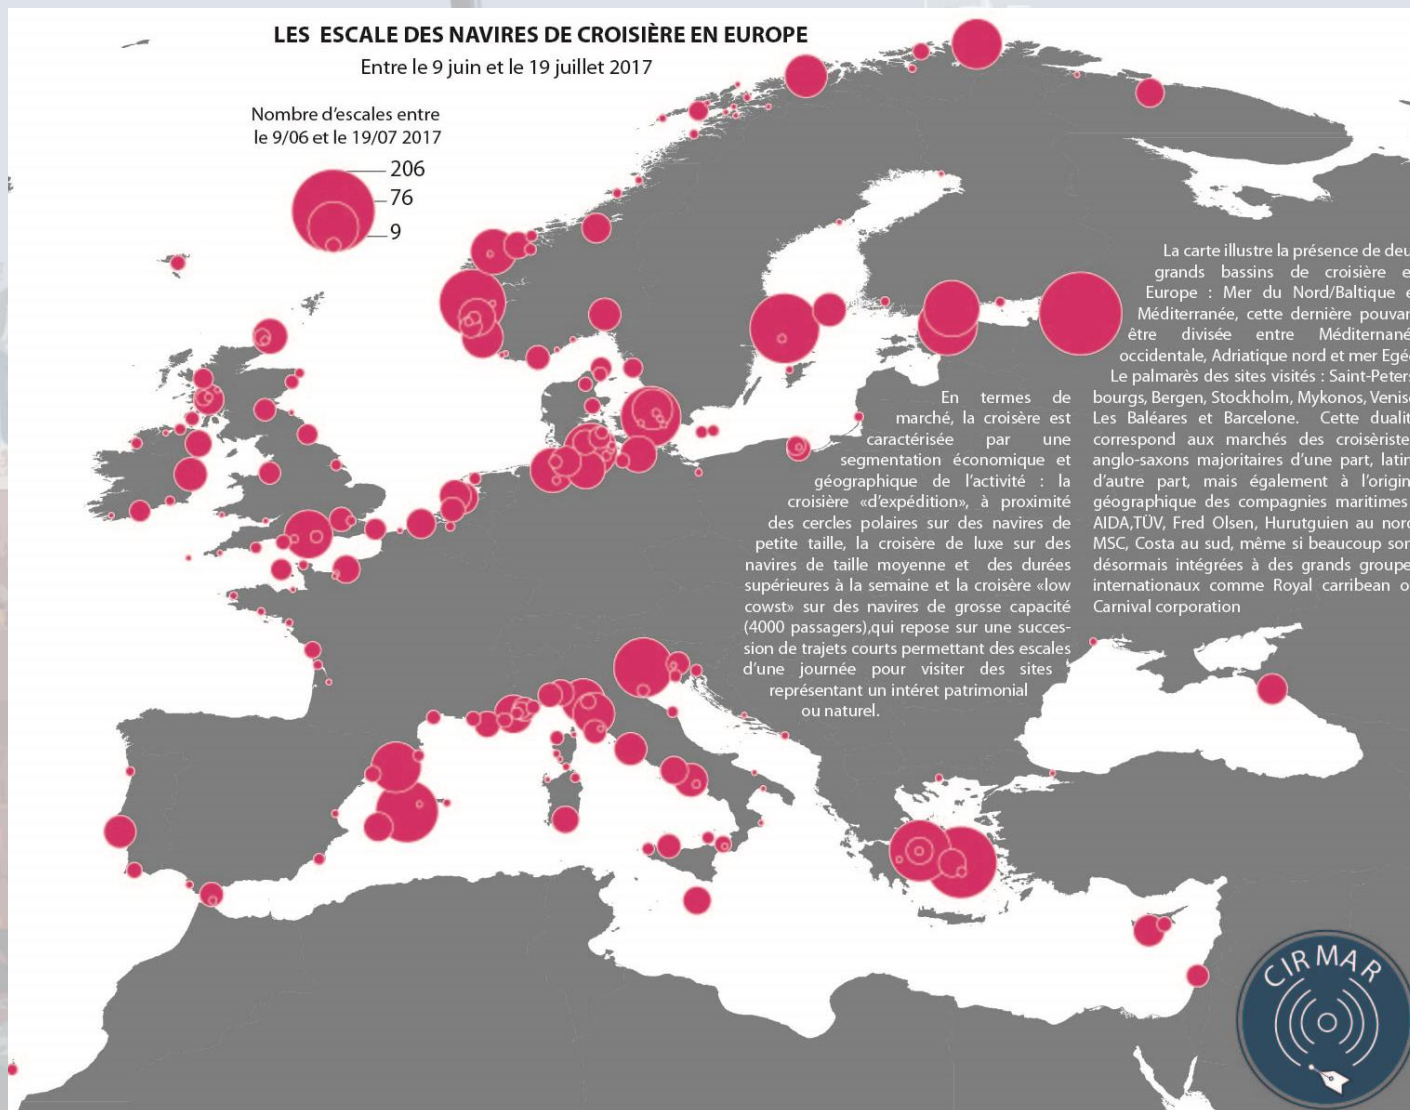 LES ESCALE DES NAVIRES DE CROISIÈRE EN EUROPE
Entre le 9 juin et le 19 juillet 2017
Nombre d'escales entre
le 9/06 et le 19/07 2017
206
76
9
La carte illustre la présence de deu
grands bassins de croisière e
Europe : Mer du Nord/Baltique e
Méditerranée, cette dernière pouvan
être divisée entre Méditernané
occidentale, Adriatique nord et mer Egé
Le palmarès des sites visités : Saint-Peters
bourgs, Bergen, Stockholm, Mykonos, Venis
Les Baléares et Barcelone. Cette dualit
correspond aux marchés des croisèriste
anglo-saxons majoritaires d'une part, latin
d'autre part, mais également à l'origin
géographique des compagnies maritimes
AIDA,TÜV, Fred Olsen, Hurutguien au nord
MSC, Costa au sud, même si beaucoup son
désormais intégrées à des grands groupe
internationaux comme Royal carribean o
Carnival corporation
En termes de
marché, la croisère est
caractérisée par une
segmentation économique et
géographique de l'activité : la
croisière «d'expédition», à proximité
des cercles polaires sur des navires de
petite taille, la croisère de luxe sur des
navires de taille moyenne et des durées
supérieures à la semaine et la croisère «low
cowst» sur des navires de grosse capacité
(4000 passagers),qui repose sur une succes-
sion de trajets courts permettant des escales
d'une journée pour visiter des sites
représentant un intéret patrimonial
ou naturel.
CIRMAR